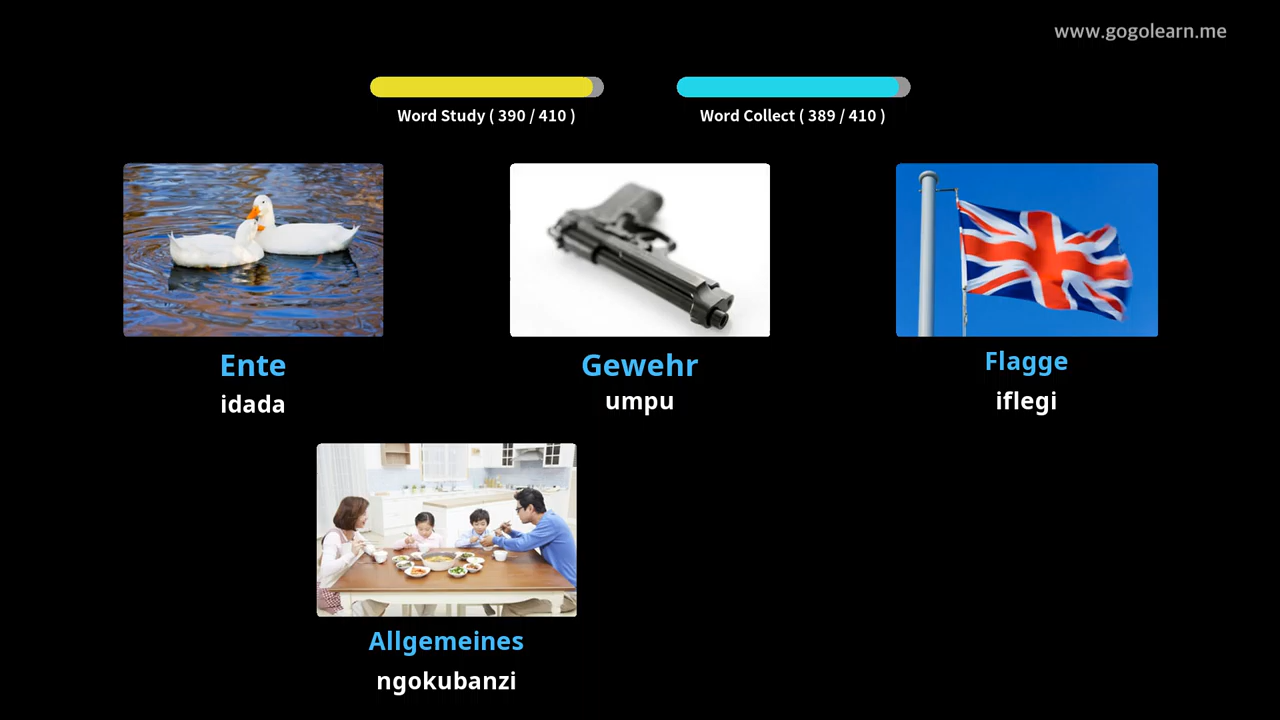 www.gogolearn.me
Word Study ( 390 / 410 )
Word Collect ( 389 / 410 )
Ente
idada
Gewehr
umpu
Flagge
iflegi
Allgemeines
ngokubanzi